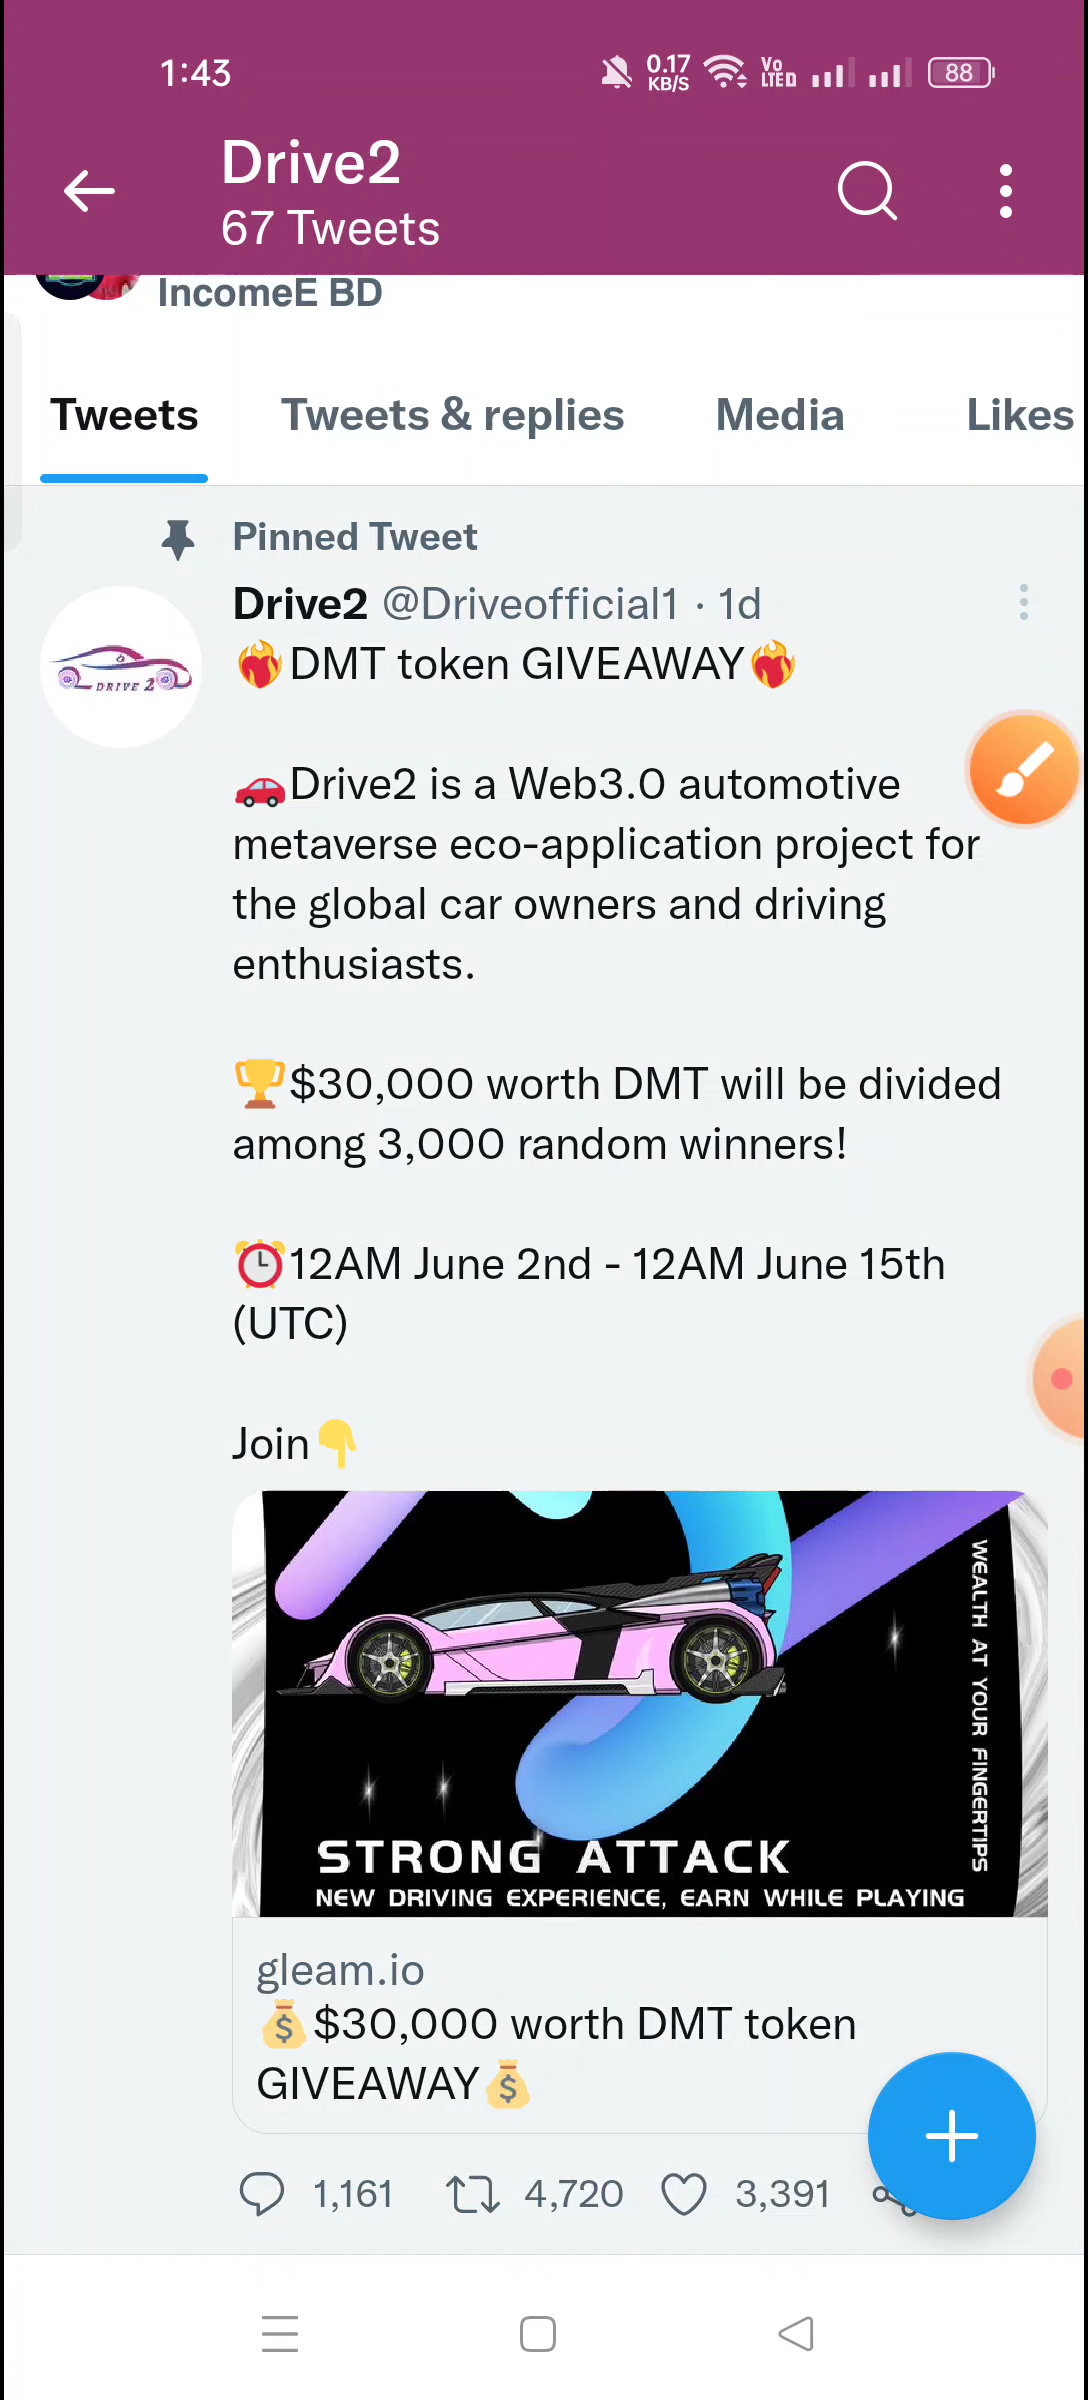 1:43
0.17
KB/S
Vo
LTED
88
Drive2
67 Tweets
IncomeE BD
Tweets
Tweets & replies
Media
Likes
Pinned Tweet
Drive2 @Driveofficial1 · 1d
❤️‍🔥DMT token GIVEAWAY❤️‍🔥
DRIVE 2
🚗Drive2 is a Web3.0 automotive
metaverse eco-application project for
the global car owners and driving
enthusiasts.
🏆$30,000 worth DMT will be divided
among 3,000 random winners!
⏰12AM June 2nd - 12AM June 15th
(UTC)
Join👇
WEALTH AT YOUR FINGERTIPS
STRONG ATTACK
NEW DRIVING EXPERIENCE, EARN WHILE PLAYING
gleam.io
💰$30,000 worth DMT token
GIVEAWAY💰
1,161
4,720
3,391